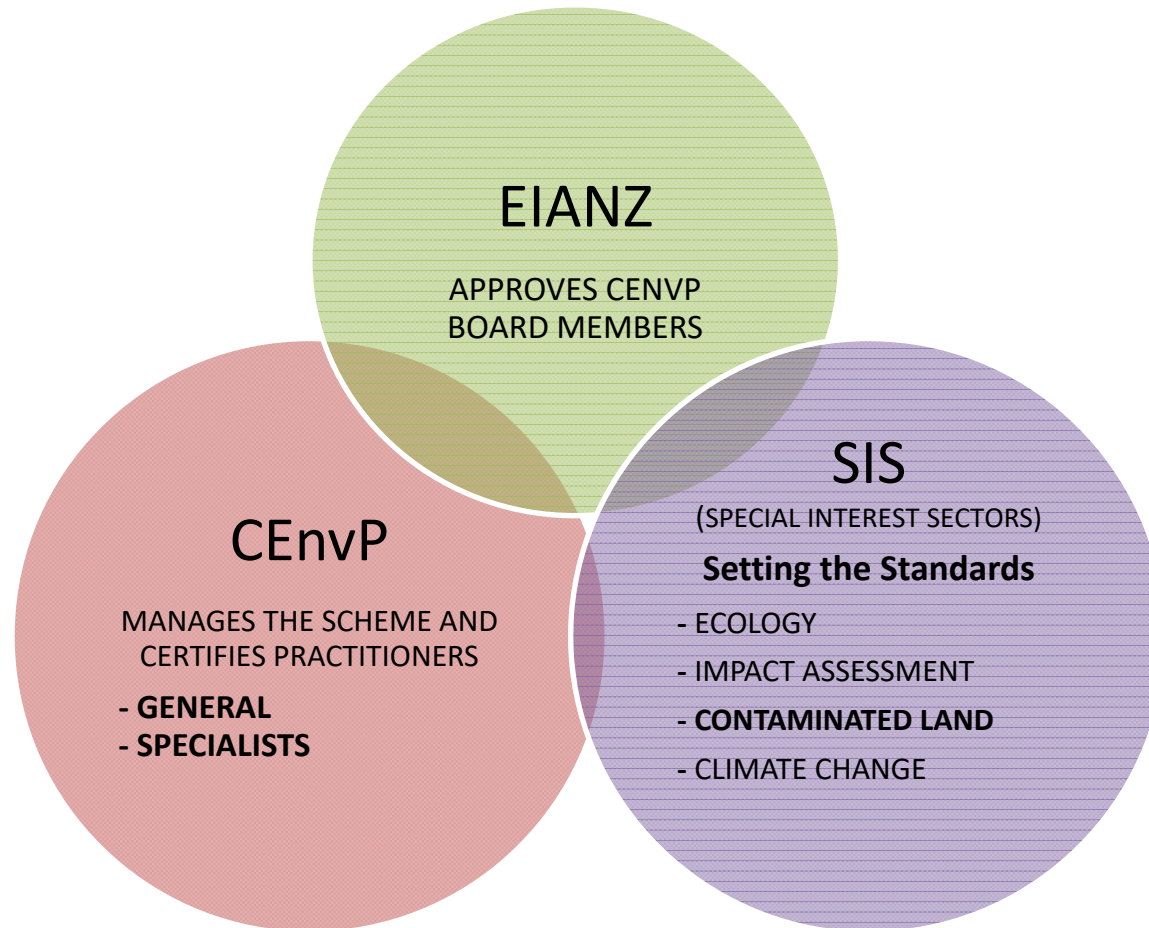 EIANZ
APPROVES CENVP
BOARD MEMBERS
CEnvP
MANAGES THE SCHEME AND
CERTIFIES PRACTITIONERS
- GENERAL
- SPECIALISTS
SIS
(SPECIAL INTEREST SECTORS)
Setting the Standards
- ECOLOGY
- IMPACT ASSESSMENT
- CONTAMINATED LAND
- CLIMATE CHANGE